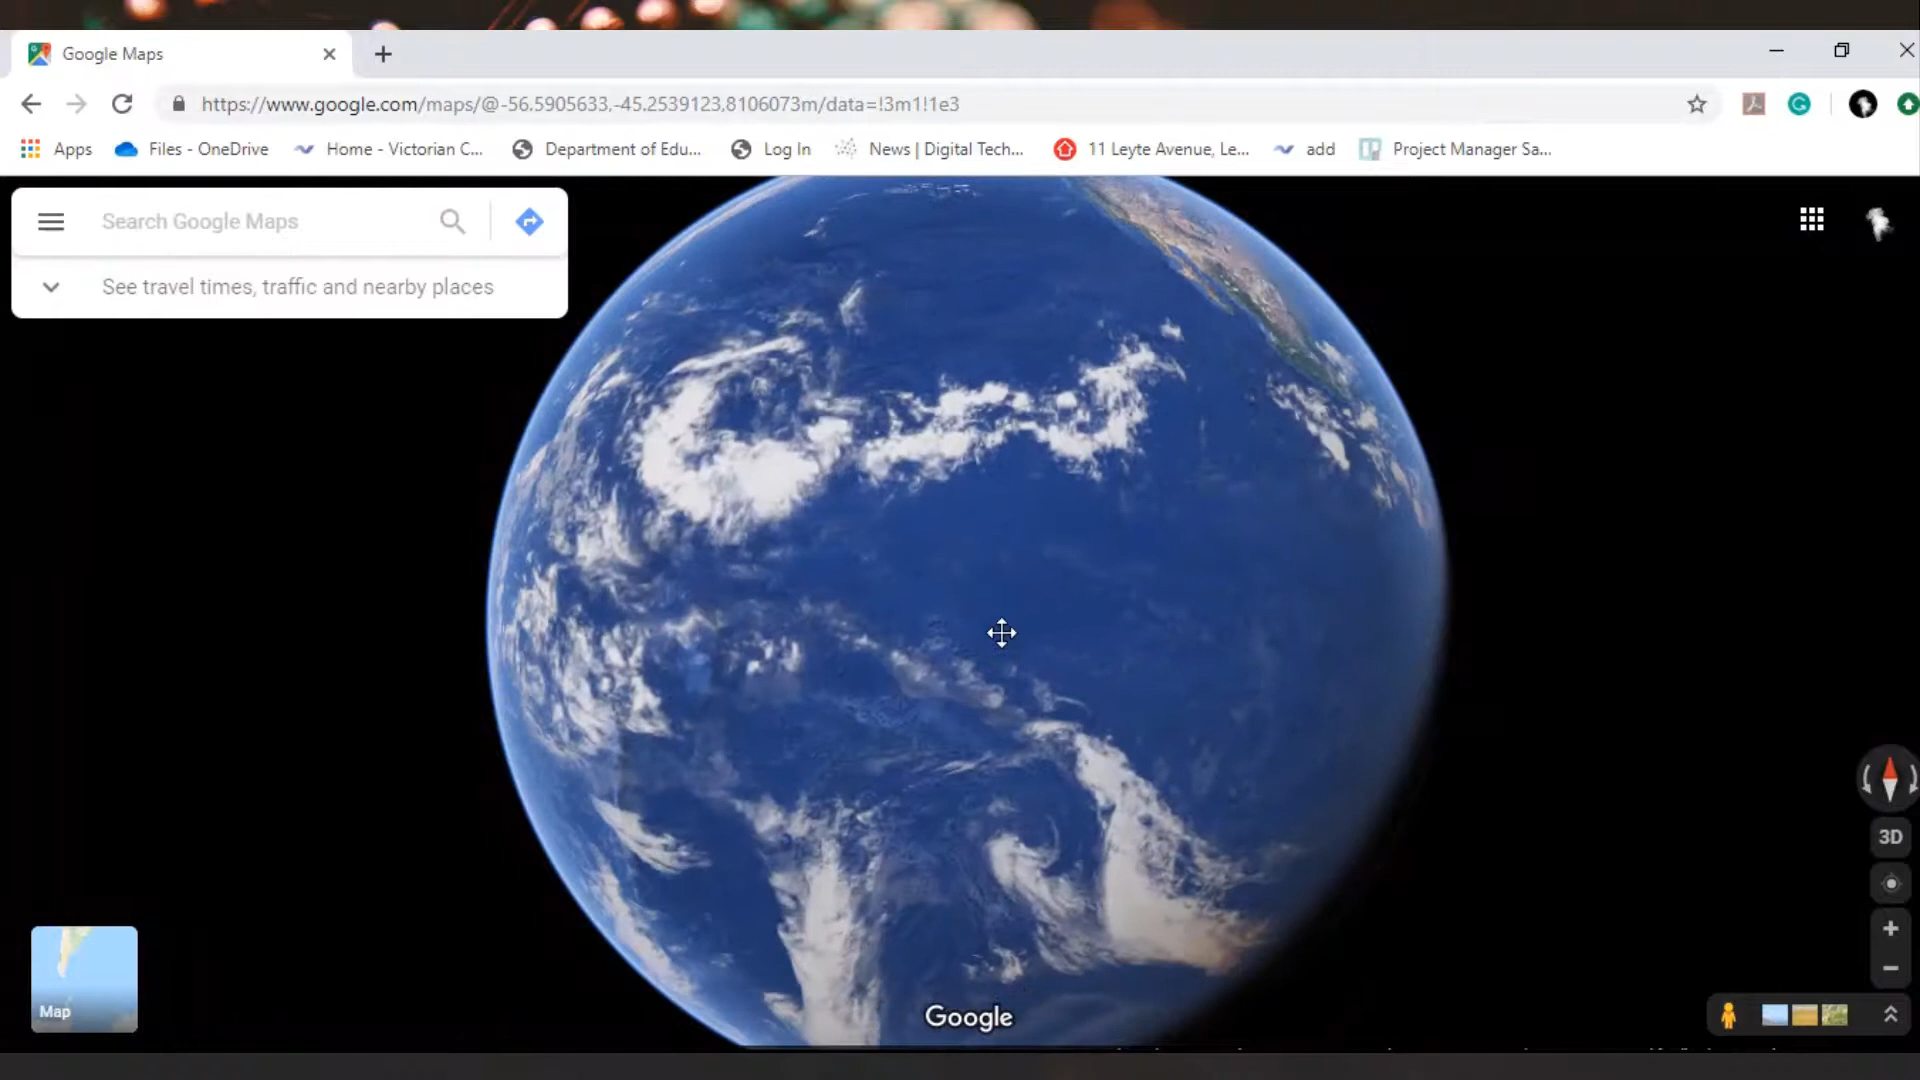 Google Maps
https://www.google.com/maps/@-56.5905633,-45.2539123,8106073m/data=!3m1!1e3
Apps Files - OneDrive Home - Victorian C... Department of Edu... Log In News | Digital Tech... 11 Leyte Avenue, Le... add Project Manager Sa...
Search Google Maps
See travel times, traffic and nearby places
3D
Map
Google